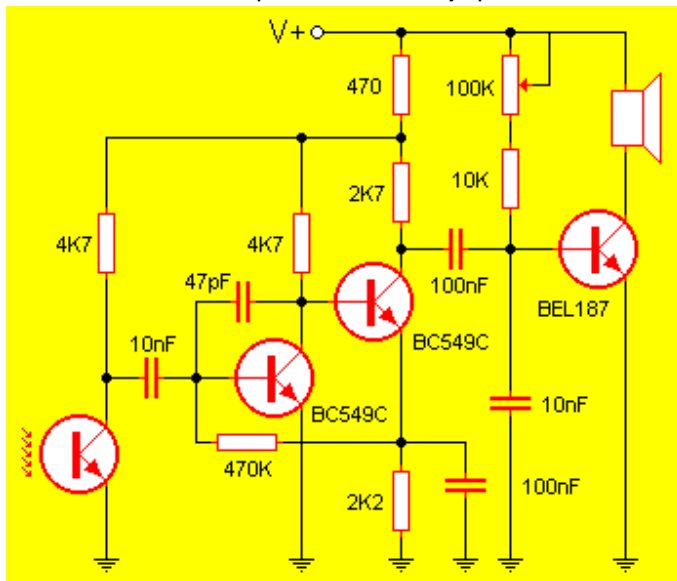 V+
470
100K
2K7
10K
4K7
4K7
47pF
100nF
BEL187
10nF
BC549C
BC549C
10nF
470K
100nF
2K2